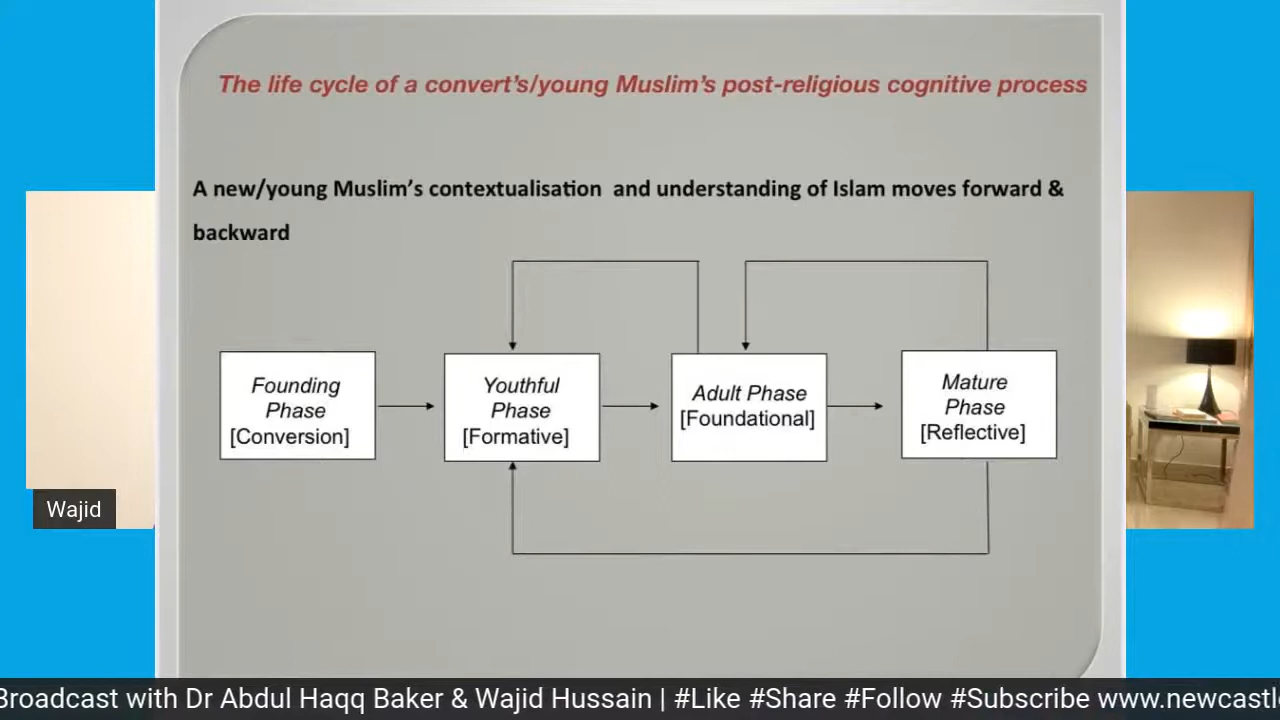 The life cycle of a convert's/young Muslim's post-religious cognitive process
A new/young Muslim's contextualisation and understanding of Islam moves forward &
backward
Founding
Phase
[Conversion]
Youthful
Phase
[Formative]
Adult Phase
[Foundational]
Mature
Phase
[Reflective]
Wajid
Broadcast with Dr Abdul Haqq Baker & Wajid Hussain | #Like #Share #Follow #Subscribe www.newcastl